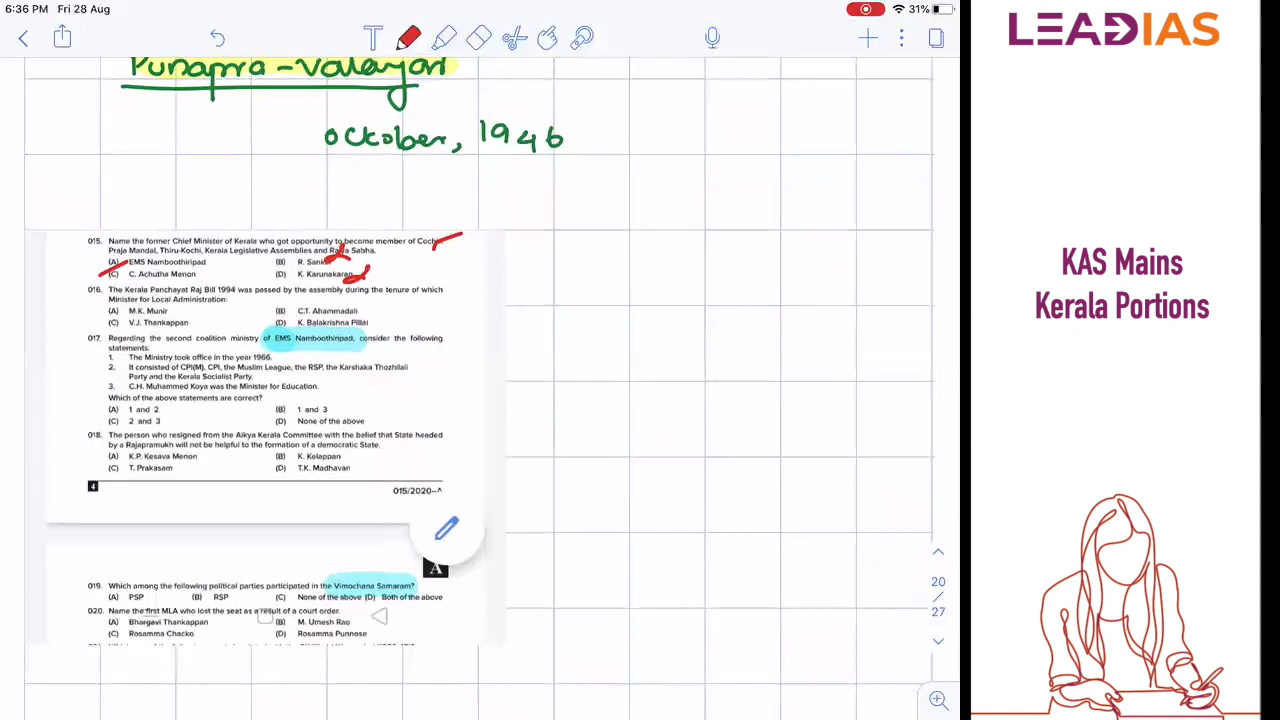 6:36 PM Fri 28 Aug
31%
LEADIAS
Punapra-Valayar
october, 1946
015. Name the former Chief Minister of Kerala who got opportunity to become member of Cochin
Praja Mandal, Thiru-Kochi, Kerala Legislative Assemblies and Rajya Sabha.
(A) EMS Namboothiripad (B) R. Sankar
(C) C. Achutha Menon (D) K. Karunakaran
016. The Kerala Panchayat Raj Bill 1994 was passed by the assembly during the tenure of which
Minister for Local Administration:
(A) M.K. Munir (B) C.T. Ahammadali
(C) V.J. Thankappan (D) K. Balakrishna Pillai
017. Regarding the second coalition ministry of EMS Namboothiripad, consider the following
statements:
1. The Ministry took office in the year 1966.
2. It consisted of CPI(M), CPI, the Muslim League, the RSP, the Karshaka Thozhilali
Party and the Kerala Socialist Party.
3. C.H. Muhammed Koya was the Minister for Education.
Which of the above statements are correct?
(A) 1 and 2 (B) 1 and 3
(C) 2 and 3 (D) None of the above
018. The person who resigned from the Aikya Kerala Committee with the belief that State headed
by a Rajapramukh will not be helpful to the formation of a democratic State.
(A) K.P. Kesava Menon (B) K. Kelappan
(C) T. Prakasam (D) T.K. Madhavan
4 015/2020-^
A
019. Which among the following political parties participated in the Vimochana Samaram?
(A) PSP (B) RSP (C) None of the above (D) Both of the above
020. Name the first MLA who lost the seat as a result of a court order.
(A) Bhargavi Thankappan (B) M. Umesh Rao
(C) Rosamma Chacko (D) Rosamma Punnose
20
27
KAS Mains
Kerala Portions